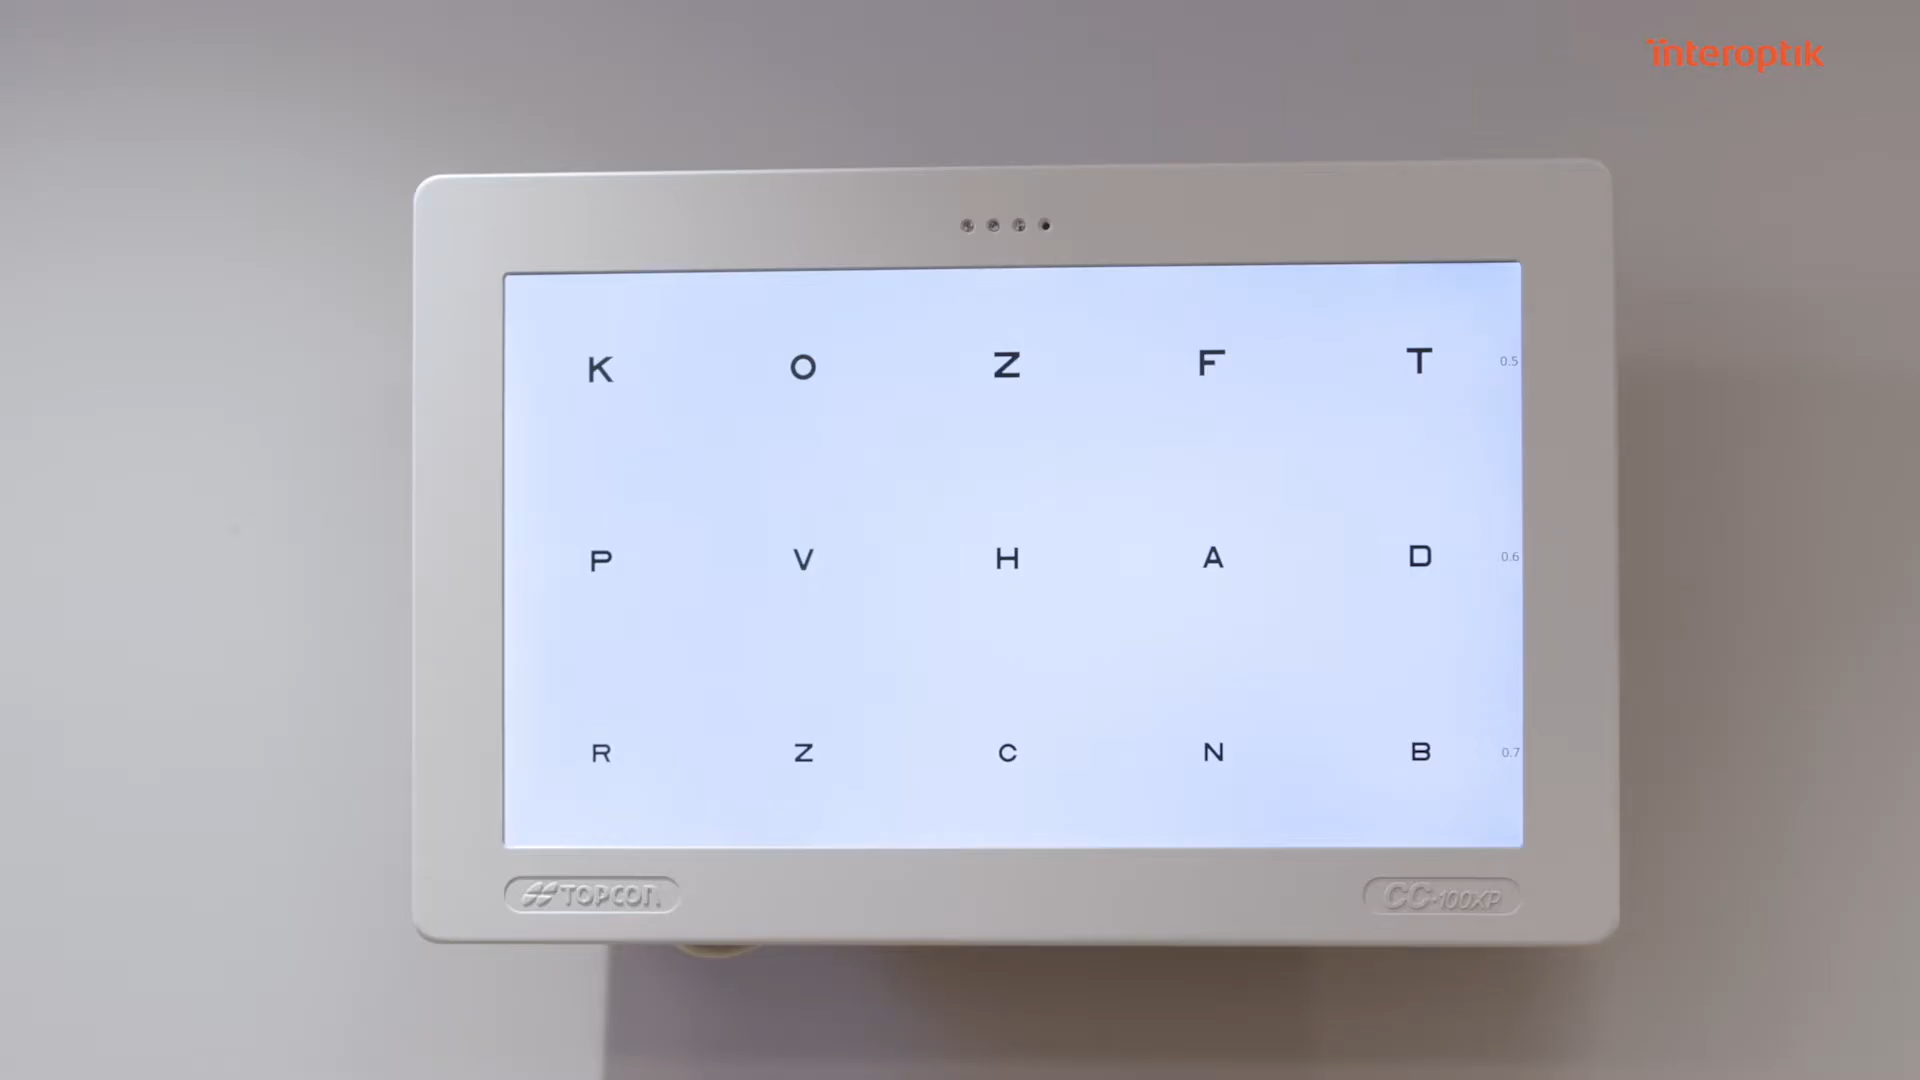 interoptik
K O Z F T 0.5
P V H A D 0.6
R Z C N B 0.7
TOPCON CC-100XP